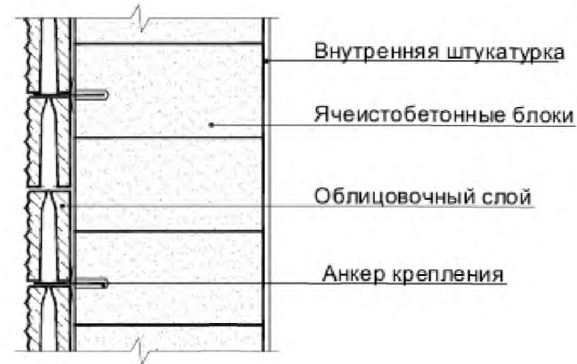 Внутренняя штукатурка
Ячеистобетонные блоки
Облицовочный слой
Анкер крепления